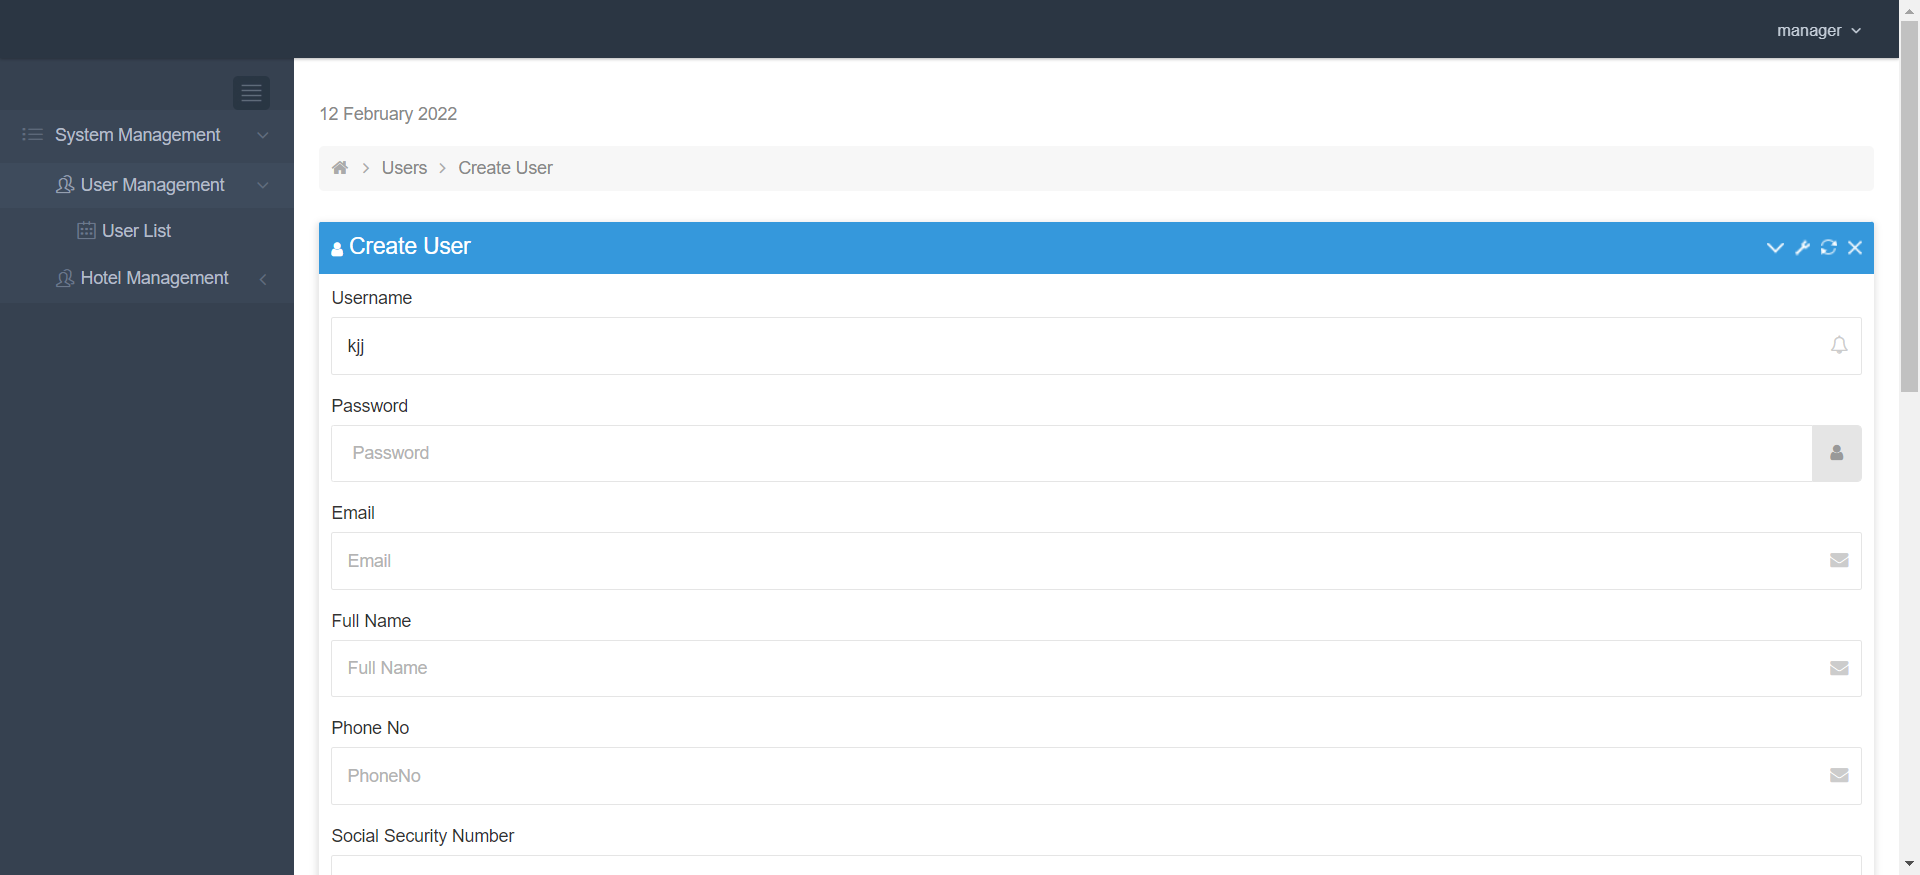 manager
System Management
User Management
User List
Hotel Management
12 February 2022
Users
Create User
Create User
Username
kjj
Password
Password
Email
Email
Full Name
Full Name
Phone No
PhoneNo
Social Security Number